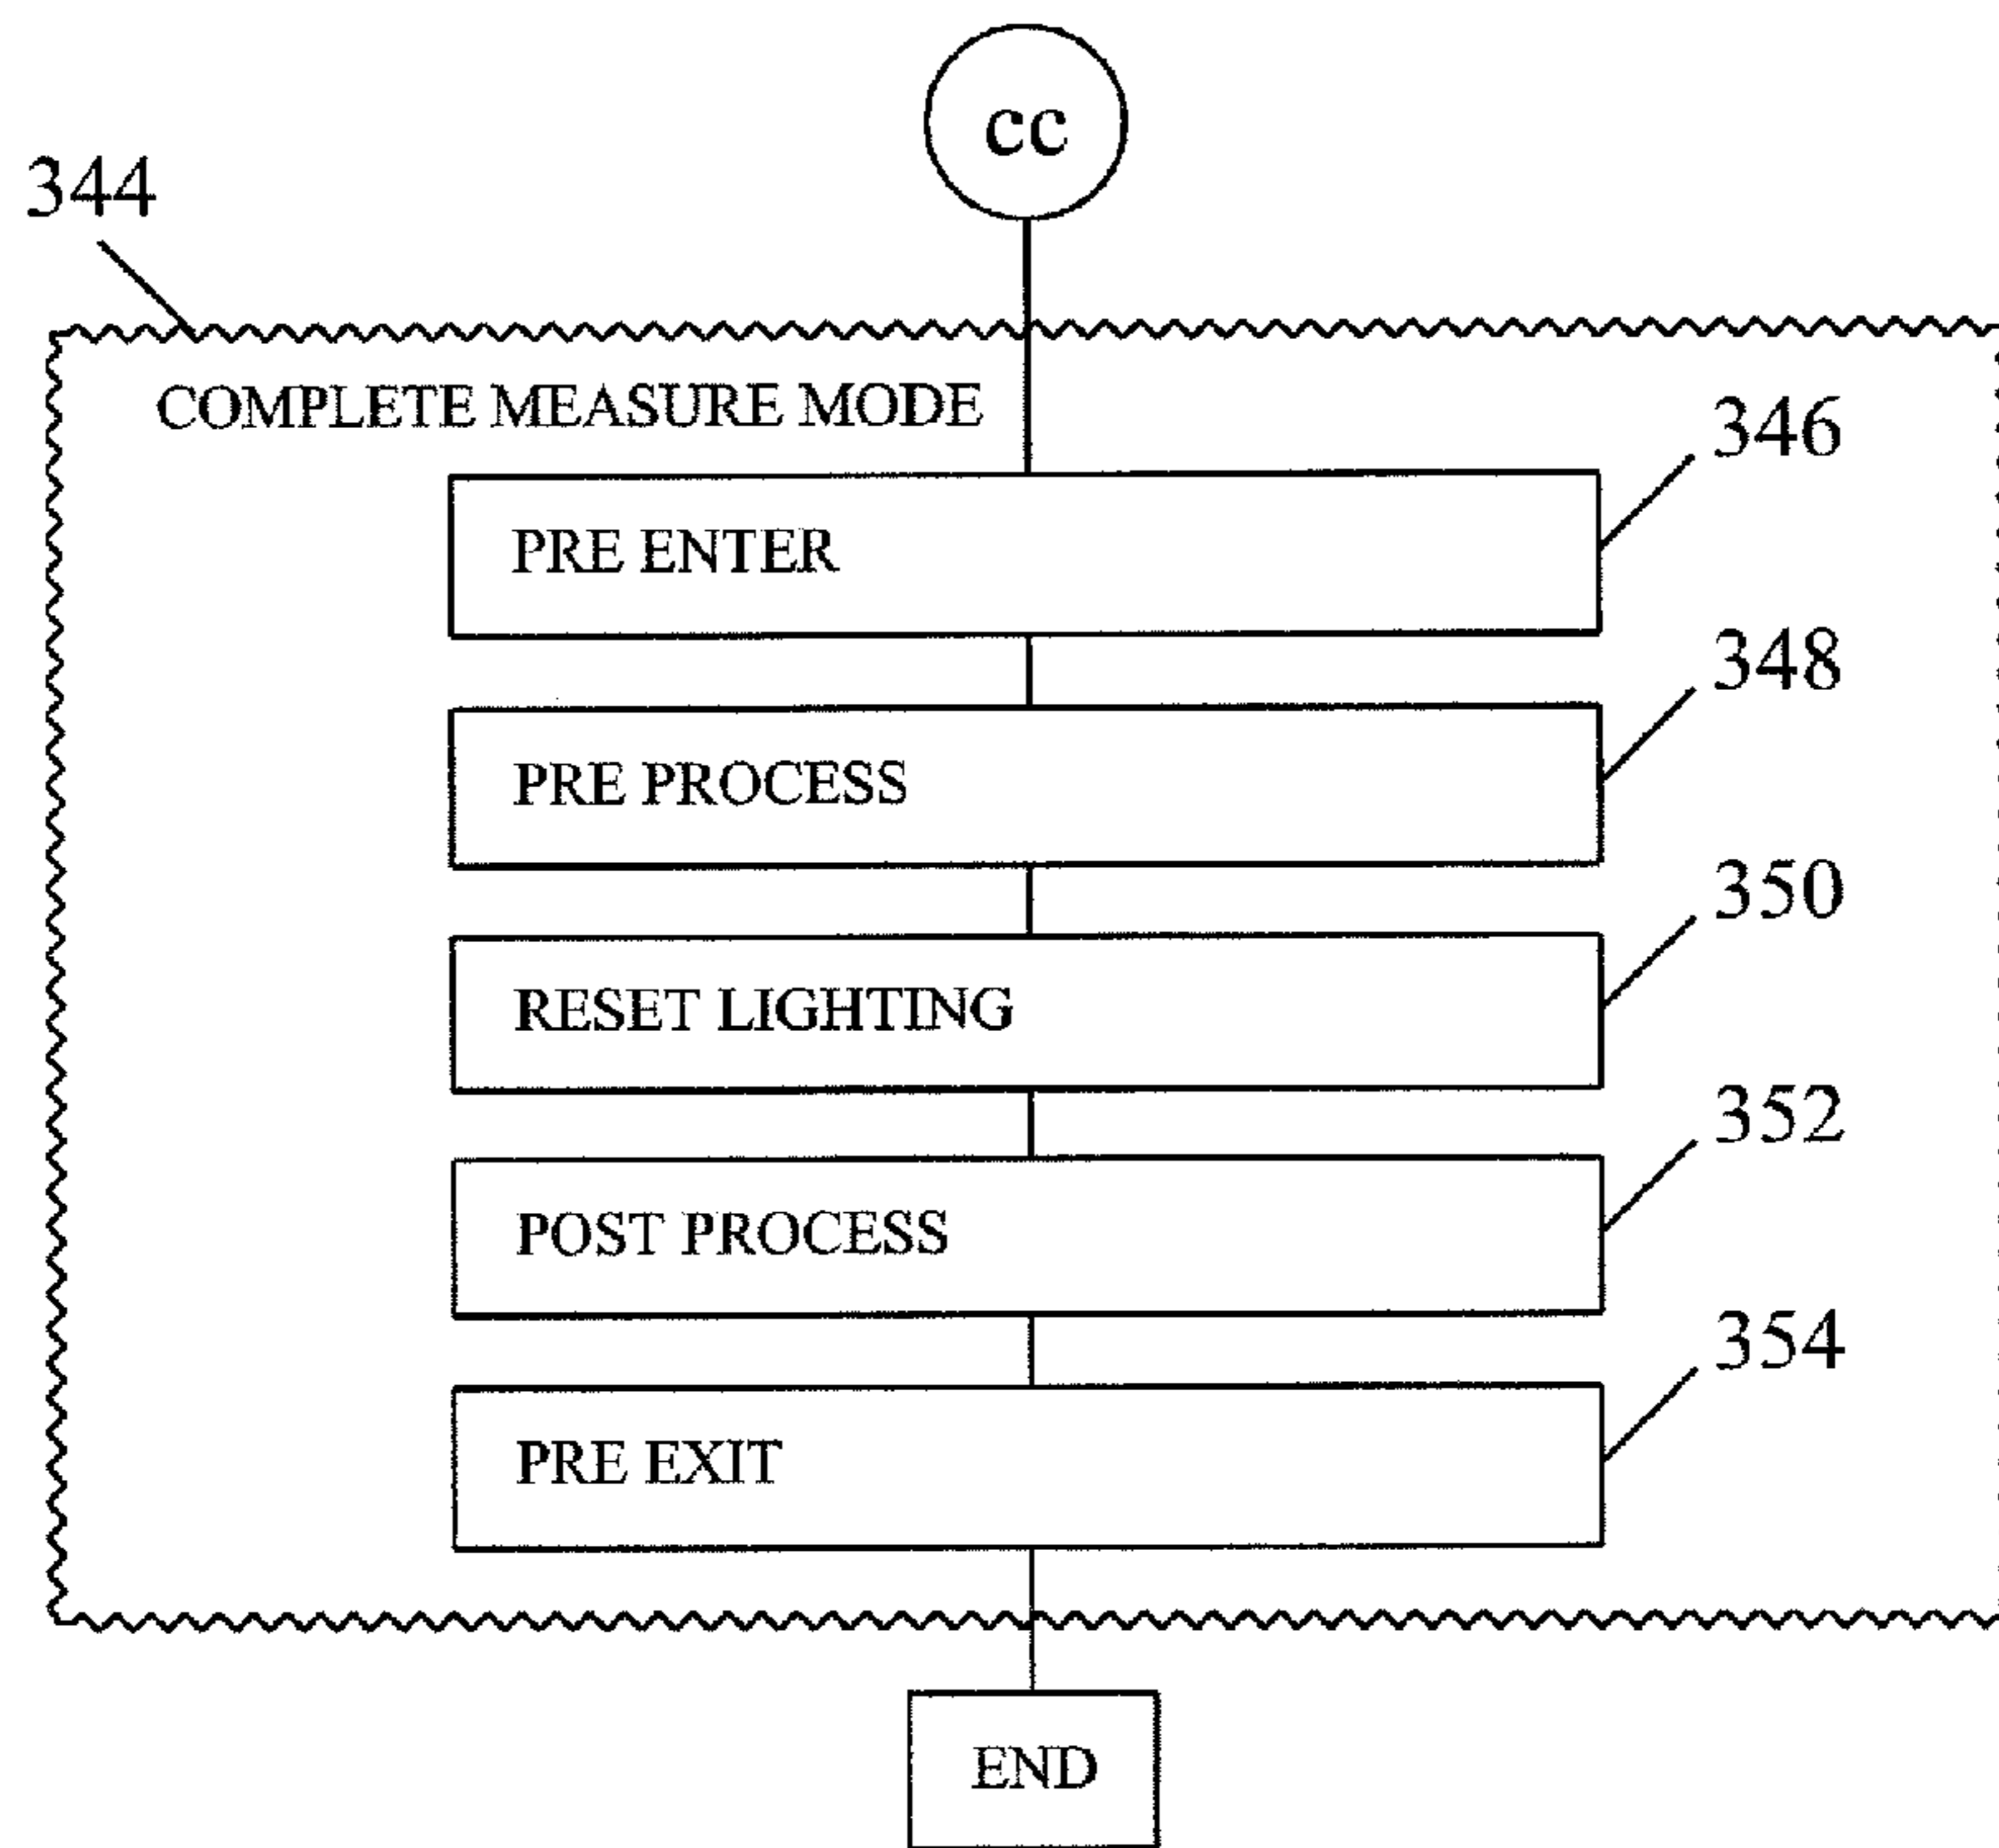 cc
344
COMPLETE MEASURE MODE
346
PRE ENTER
348
PRE PROCESS
350
RESET LIGHTING
352
POST PROCESS
354
PRE EXIT
END